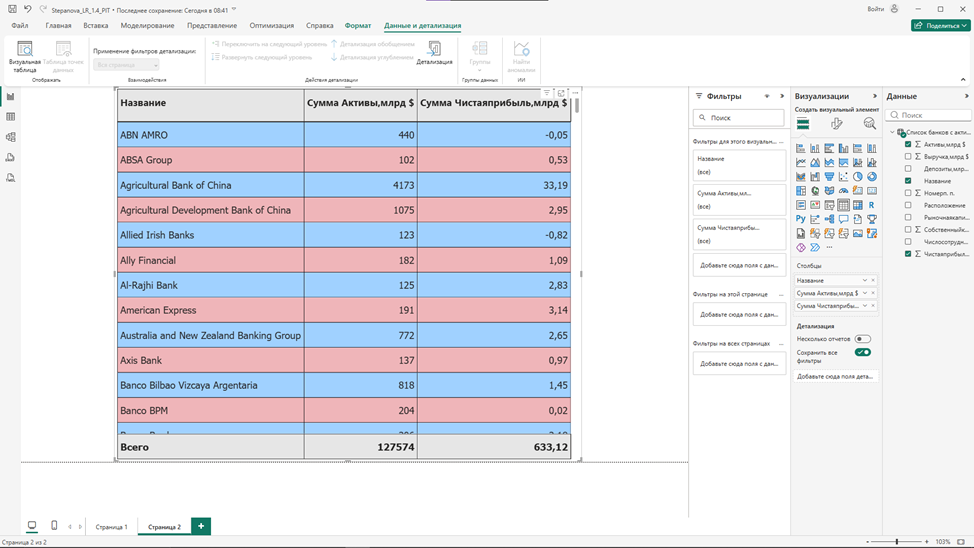 Stepanova_LR_1.4_PIT • Последнее сохранение: Сегодня в 08:41
Войти
Файл Главная Вставка Моделирование Представление Оптимизация Справка Формат Данные и детализация
Поделиться
Визуальная таблица
Таблица точек данных
Отображать
Применение фильтров детализации:
Вся страница
Взаимодействия
Переключить на следующий уровень
Развернуть следующий уровень
Детализация обобщением
Детализация углублением
Детализация
Действия детализации
Группы
Группы данных
Найти аномалии
ИИ
Название Сумма Активы,млрд $ Сумма Чистаяприбыль,млрд $
ABN AMRO 440 -0,05
ABSA Group 102 0,53
Agricultural Bank of China 4173 33,19
Agricultural Development Bank of China 1075 2,95
Allied Irish Banks 123 -0,82
Ally Financial 182 1,09
Al-Rajhi Bank 125 2,83
American Express 191 3,14
Australia and New Zealand Banking Group 772 2,65
Axis Bank 137 0,97
Banco Bilbao Vizcaya Argentaria 818 1,45
Banco BPM 204 0,02
Всего 127574 633,12
Фильтры
Поиск
Фильтры для этого визуальн...
Название
(все)
Сумма Активы,мл...
(все)
Сумма Чистаяприбы...
(все)
Добавьте сюда поля с дан...
Фильтры на этой странице
Добавьте сюда поля с дан...
Фильтры на всех страницах
Добавьте сюда поля с дан...
Визуализации
Создать визуальный элемент
Py
R
Столбцы
Название
Сумма Активы,млрд $
Сумма Чистаяприбы...
Детализация
Несколько отчетов
Сохранить все фильтры
Добавьте сюда поля дета...
Данные
Поиск
Список банков с акти...
Активы,млрд $
Выручка,млрд $
Депозиты,млр...
Название
Номерп. п.
Расположение
Рыночнаякапи...
Собственныйк...
Числосотрудн...
Чистаяприбыл...
Страница 1 Страница 2
Страница 2 из 2
103%